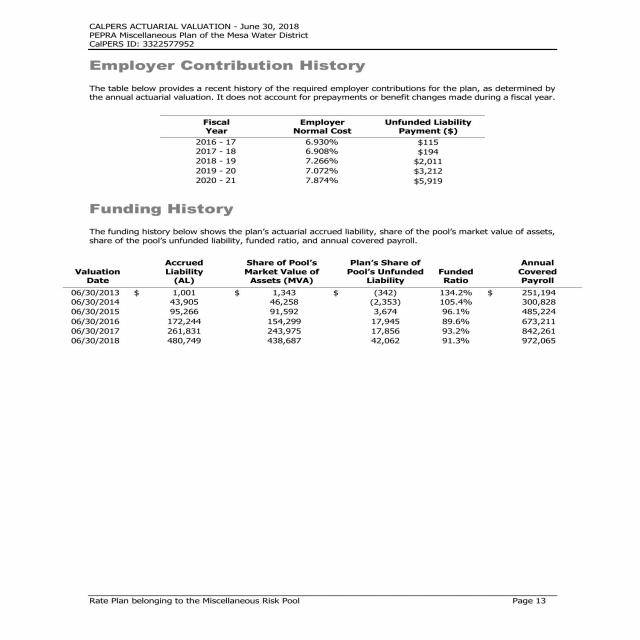 CALPERS ACTUARIAL VALUATION - June 30, 2018
PEPRA Miscellaneous Plan of the Mesa Water District
CalPERS ID: 3322577952
Employer Contribution History
The table below provides a recent history of the required employer contributions for the plan, as determined by
the annual actuarial valuation. It does not account for prepayments or benefit changes made during a fiscal year.
Fiscal Employer Unfunded Liability
Year Normal Cost Payment ($)
2016 - 17 6.930% $115
2017 - 18 6.908% $194
2018 - 19 7.266% $2,011
2019 - 20 7.072% $3,212
2020 - 21 7.874% $5,919
Funding History
The funding history below shows the plan's actuarial accrued liability, share of the pool's market value of assets,
share of the pool's unfunded liability, funded ratio, and annual covered payroll.
Accrued Share of Pool's Plan's Share of Annual
Valuation Liability Market Value of Pool's Unfunded Funded Covered
Date (AL) Assets (MVA) Liability Ratio Payroll
06/30/2013 $ 1,001 $ 1,343 $ (342) 134.2% $ 251,194
06/30/2014 43,905 46,258 (2,353) 105.4% 300,828
06/30/2015 95,266 91,592 3,674 96.1% 485,224
06/30/2016 172,244 154,299 17,945 89.6% 673,211
06/30/2017 261,831 243,975 17,856 93.2% 842,261
06/30/2018 480,749 438,687 42,062 91.3% 972,065
Rate Plan belonging to the Miscellaneous Risk Pool Page 13